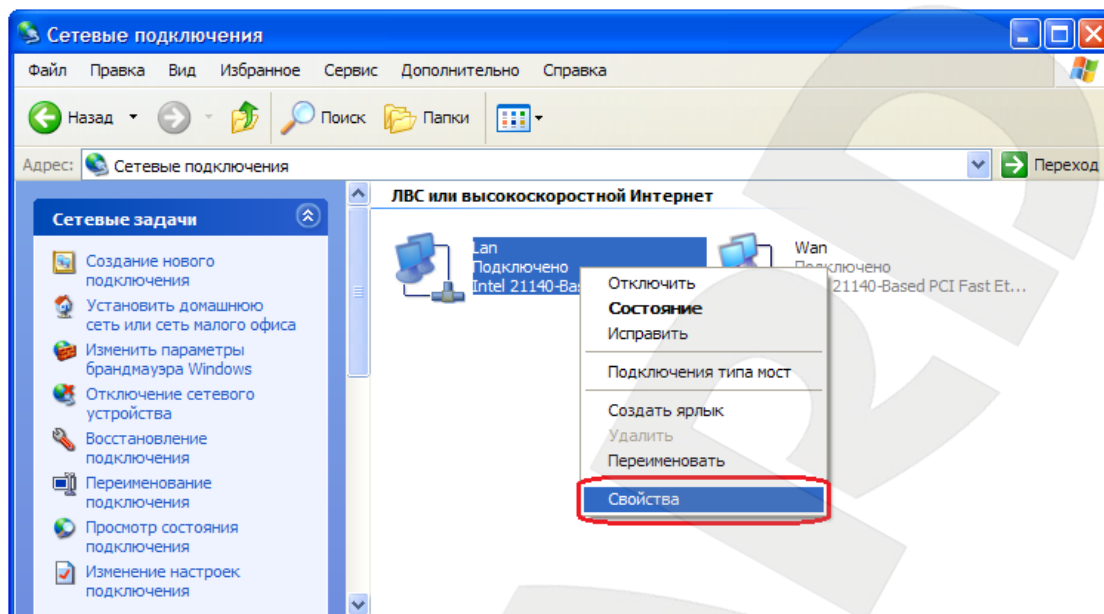 Сетевые подключения
Файл Правка Вид Избранное Сервис Дополнительно Справка
Назад Поиск Папки
Адрес: Сетевые подключения Переход
Сетевые задачи
Создание нового
подключения
Установить домашнюю
сеть или сеть малого офиса
Изменить параметры
брандмауэра Windows
Отключение сетевого
устройства
Восстановление
подключения
Переименование
подключения
Просмотр состояния
подключения
Изменение настроек
подключения
ЛВС или высокоскоростной Интернет
Lan
Подключено
Intel 21140-Bas
Wan
Подключено
21140-Based PCI Fast Et...
Отключить
Состояние
Исправить
Подключения типа мост
Создать ярлык
Удалить
Переименовать
Свойства